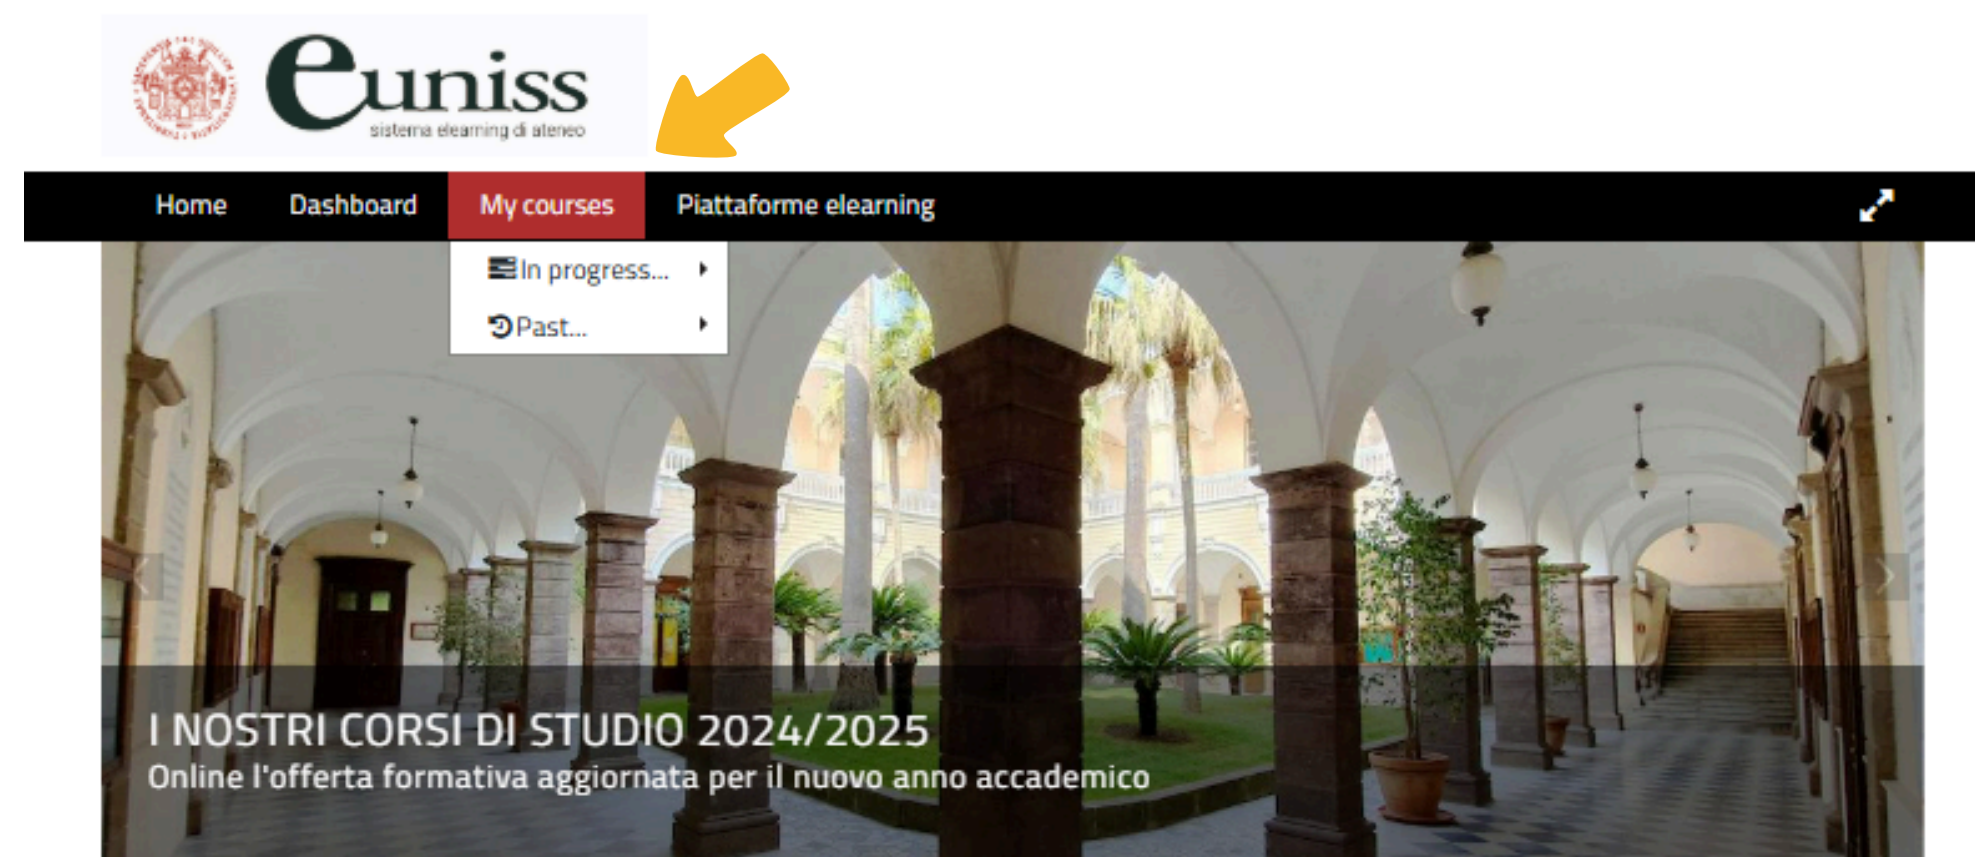 euniss
sistema elearning di ateneo
Home Dashboard My courses Piattaforme elearning
In progress...
Past...
I NOSTRI CORSI DI STUDIO 2024/2025
Online l'offerta formativa aggiornata per il nuovo anno accademico